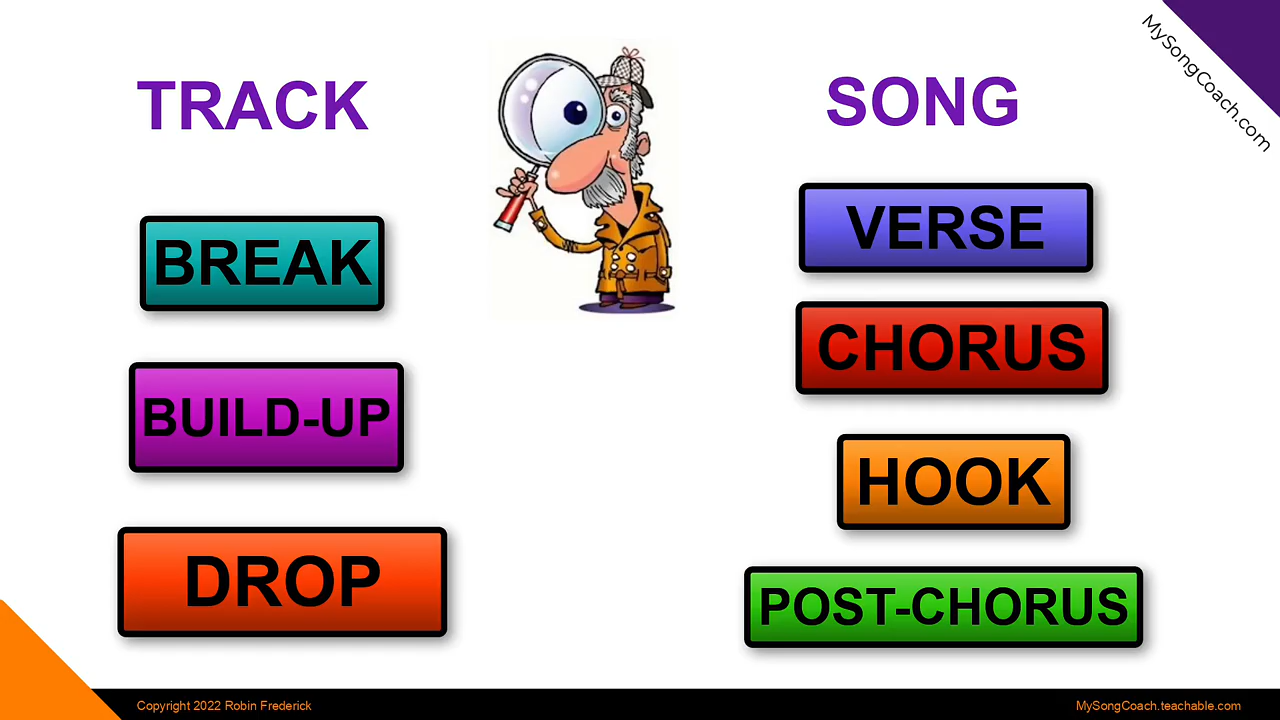 TRACK
BREAK
BUILD-UP
DROP
SONG
VERSE
CHORUS
HOOK
POST-CHORUS
MySongCoach.com
Copyright 2022 Robin Frederick
MySongCoach.teachable.com